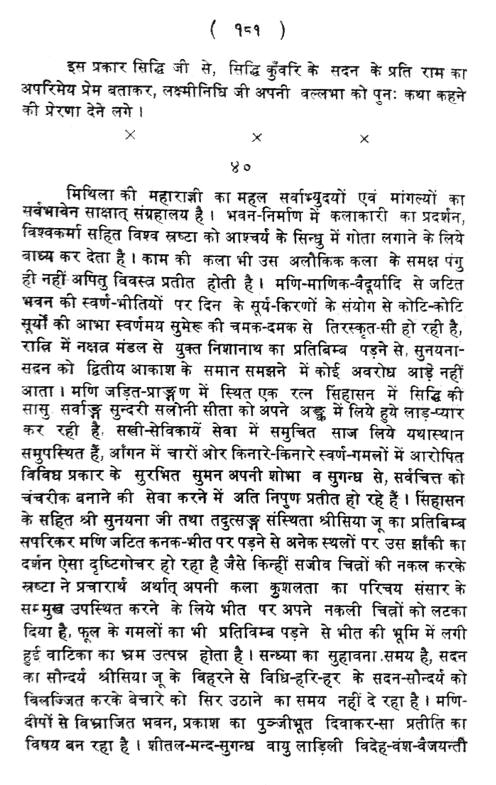 ( १८१ )
इस प्रकार सिद्धि जी से, सिद्धि कुँवरि के सदन के प्रति राम का
अपरिमेय प्रेम बताकर, लक्ष्मीनिधि जी अपनी वल्लभा को पुनः कथा कहने
की प्रेरणा देने लगे ।
× × ×
४०
मिथिला की महाराज्ञी का महल सर्वाभ्युदयों एवं मांगल्यों का
सर्वभावेन साक्षात् संग्रहालय है । भवन-निर्माण में कलाकारी का प्रदर्शन,
विश्वकर्मा सहित विश्व स्रष्टा को आश्चर्य के सिन्धु में गोता लगाने के लिये
वाध्य कर देता है । काम की कला भी उस अलौकिक कला के समक्ष पंगु
ही नहीं अपितु विवस्त्र प्रतीत होती है । मणि-माणिक-वैदूर्यादि से जटित
भवन की स्वर्ण-भीतियों पर दिन के सूर्य-किरणों के संयोग से कोटि-कोटि
सूर्यों की आभा स्वर्णमय सुमेरू की चमक-दमक से तिरस्कृत-सी हो रही है,
रात्रि में नक्षत्र मंडल से युक्त निशानाथ का प्रतिबिम्ब पड़ने से, सुनयना-
सदन को द्वितीय आकाश के समान समझने में कोई अवरोध आड़े नहीं
आता । मणि जड़ित-प्राङ्गण में स्थित एक रत्न सिंहासन में सिद्धि की
सासु सर्वाङ्ग सुन्दरी सलोनी सीता को अपने अङ्क में लिये हुये लाड़-प्यार
कर रही है, सखी-सेविकायें सेवा में समुचित साज लिये यथास्थान
समुपस्थित हैं, आँगन में चारों ओर किनारे-किनारे स्वर्ण-गमलों में आरोपित
विविध प्रकार के सुरभित सुमन अपनी शोभा व सुगन्ध से, सर्वचित्त को
चंचरीक बनाने की सेवा करने में अति निपुण प्रतीत हो रहे हैं । सिंहासन
के सहित श्री सुनयना जी तथा तदुत्सङ्ग संस्थिता श्रीसिया जू का प्रतिबिम्ब
सपरिकर मणि जटित कनक-भीत पर पड़ने से अनेक स्थलों पर उस झाँकी का
दर्शन ऐसा दृष्टिगोचर हो रहा है जैसे किन्हीं सजीव चित्रों की नकल करके
स्रष्टा ने प्रचारार्थ अर्थात् अपनी कला कुशलता का परिचय संसार के
सम्मुख उपस्थित करने के लिये भीत पर अपने नकली चित्रों को लटका
दिया है, फूल के गमलों का भी प्रतिविम्ब पड़ने से भीत की भूमि में लगी
हुई वाटिका का भ्रम उत्पन्न होता है । सन्ध्या का सुहावना समय है, सदन
का सौन्दर्य श्रीसिया जू के विहरने से विधि-हरि-हर के सदन-सौन्दर्य को
विलज्जित करके बेचारे को सिर उठाने का समय नहीं दे रहा है । मणि-
दीपों से विभ्राजित भवन, प्रकाश का पुञ्जीभूत दिवाकर-सा प्रतीति का
विषय बन रहा है । शीतल-मन्द-सुगन्ध वायु लाड़िली विदेह-वंश-वैजयन्ती